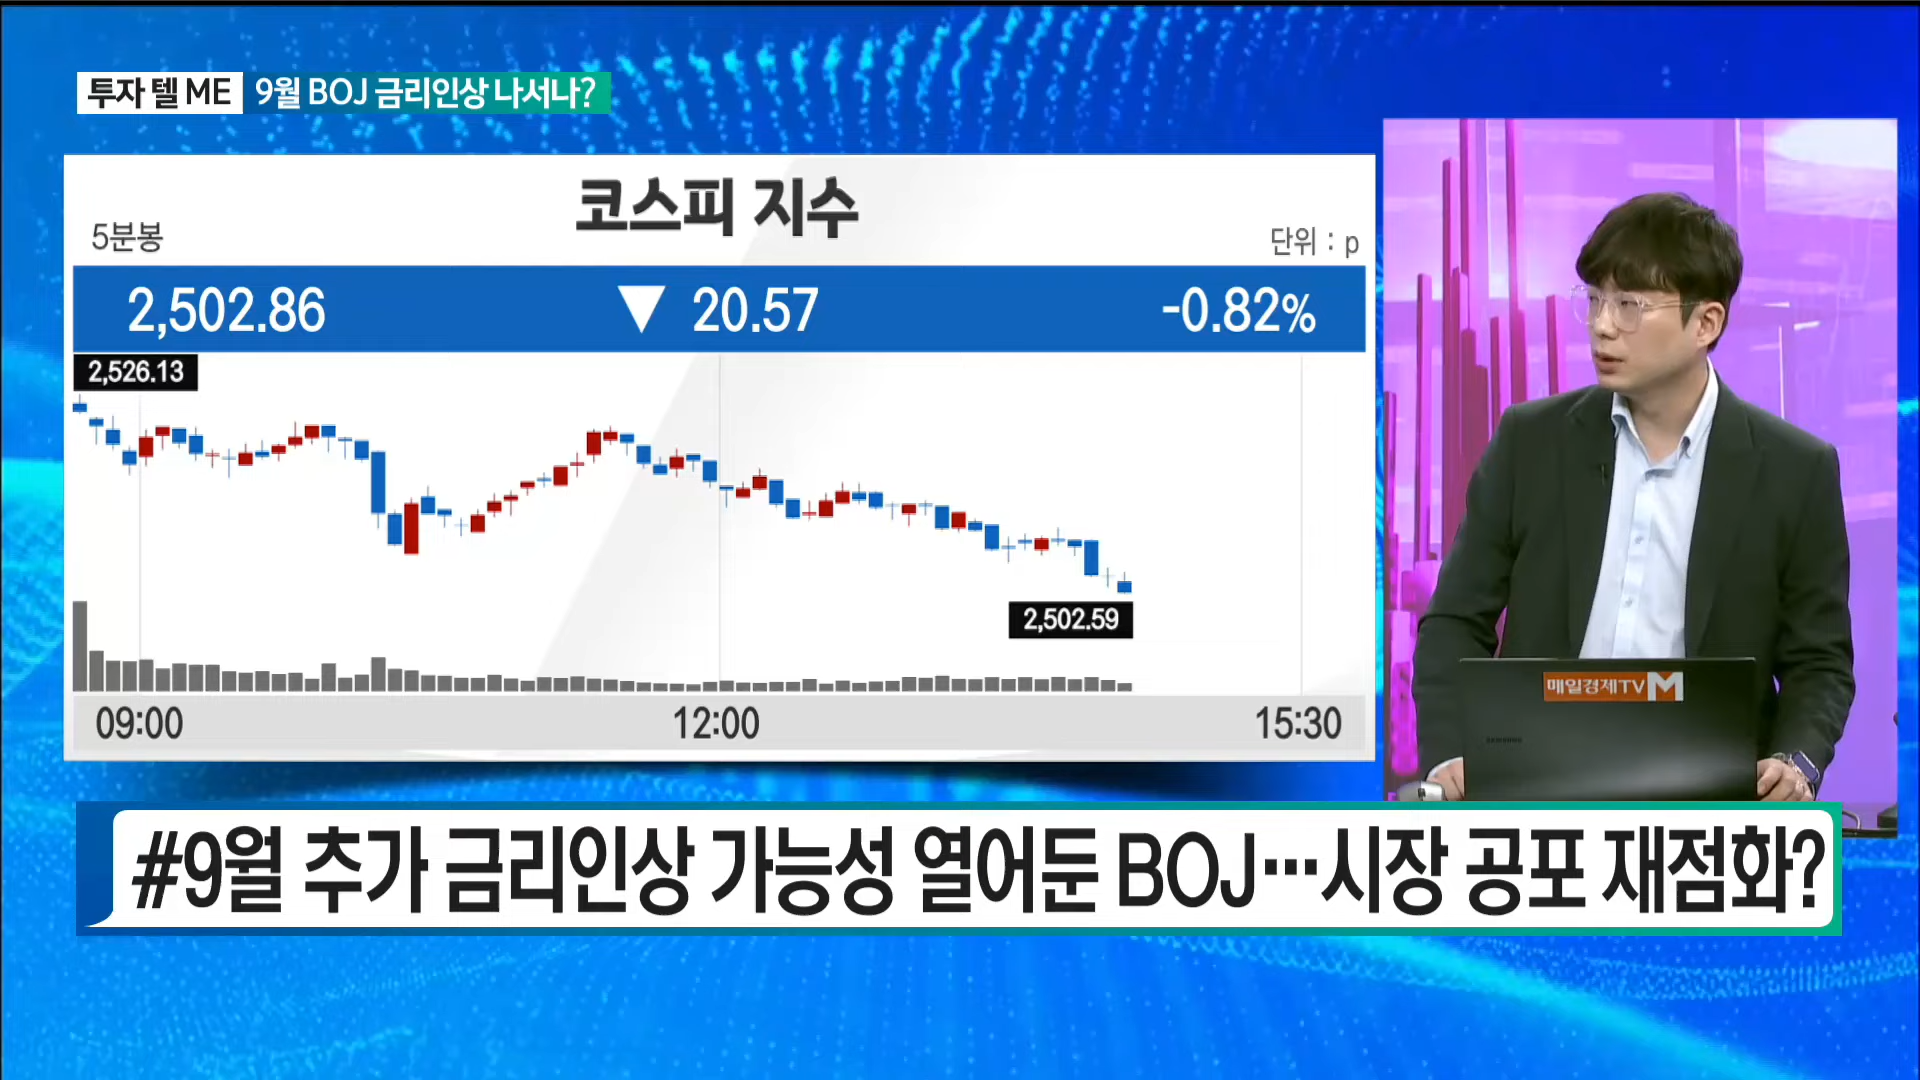 투자 텔 ME 9월 BOJ 금리인상 나서나?
코스피 지수
5분봉
단위 : p
2,502.86 ▼ 20.57 -0.82%
2,526.13
2,502.59
09:00 12:00 15:30
매일경제TV M
SAMSUNG
#9월 추가 금리인상 가능성 열어둔 BOJ…시장 공포 재점화?